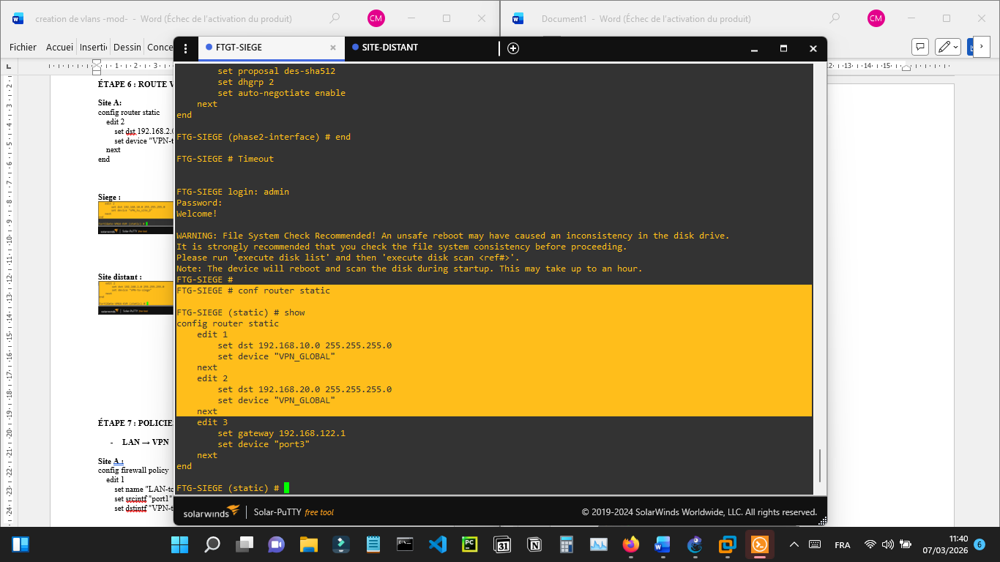 creation de vlans -mod- - Word (Échec de l'activation du produit)
CM
Document1 - Word (Échec de l'activation du produit)
CM
Fichier Accueil Insertic Dessin Conce
FTGT-SIEGE
SITE-DISTANT
ÉTAPE 6 : ROUTE V
Site A:
config router static
edit 2
set dst 192.168.2.0
set device "VPN-t
next
end
Siege :
Site distant :
ÉTAPE 7 : POLICIE
- LAN → VPN
Site A :
config firewall policy
edit 1
set name "LAN-to
set srcintf "port1"
set dstintf "VPN-t
set proposal des-sha512
set dhgrp 2
set auto-negotiate enable
next
end
FTG-SIEGE (phase2-interface) # end
FTG-SIEGE # Timeout
FTG-SIEGE login: admin
Password:
Welcome!
WARNING: File System Check Recommended! An unsafe reboot may have caused an inconsistency in the disk drive.
It is strongly recommended that you check the file system consistency before proceeding.
Please run 'execute disk list' and then 'execute disk scan <ref#>'.
Note: The device will reboot and scan the disk during startup. This may take up to an hour.
FTG-SIEGE #
FTG-SIEGE # conf router static
FTG-SIEGE (static) # show
config router static
edit 1
set dst 192.168.10.0 255.255.255.0
set device "VPN_GLOBAL"
next
edit 2
set dst 192.168.20.0 255.255.255.0
set device "VPN_GLOBAL"
next
edit 3
set gateway 192.168.122.1
set device "port3"
next
end
FTG-SIEGE (static) #
solarwinds Solar-PuTTY free tool
© 2019-2024 SolarWinds Worldwide, LLC. All rights reserved.
FRA
11:40
07/03/2026
6